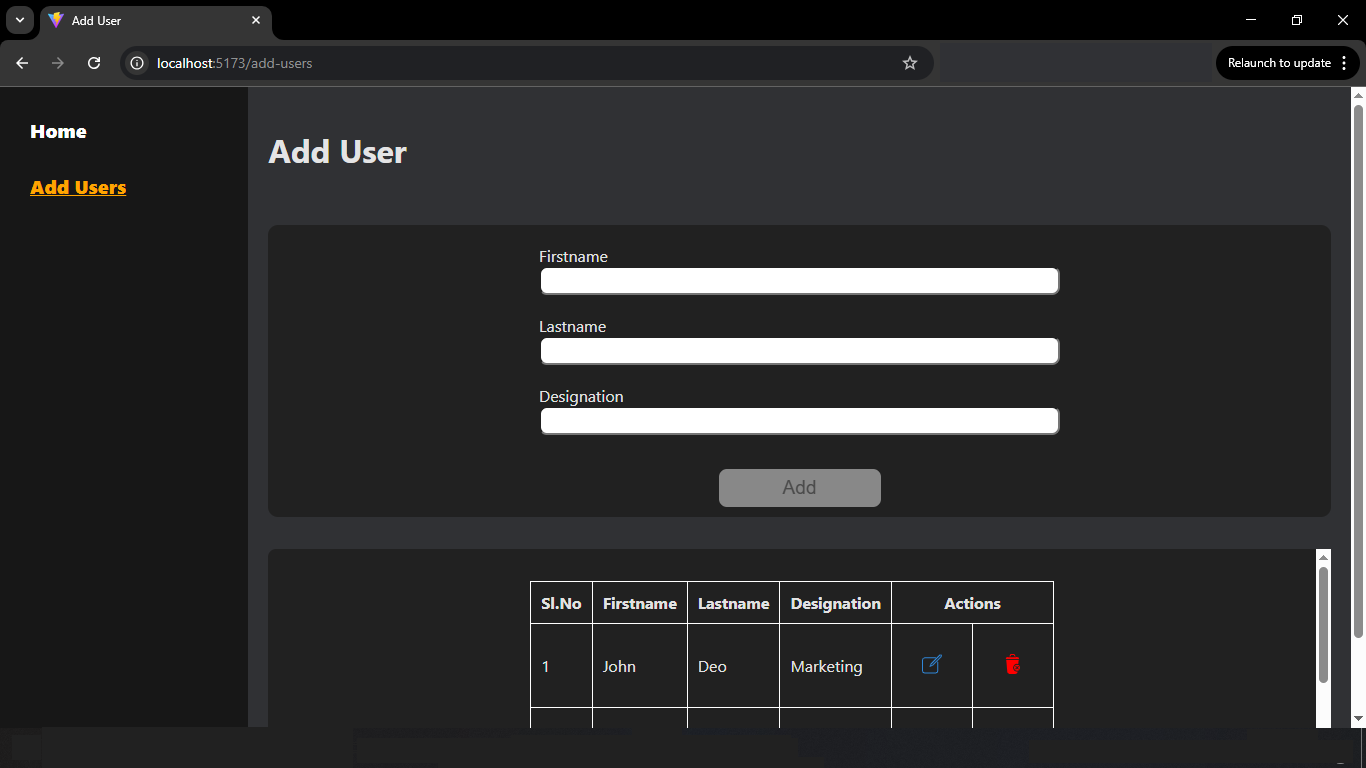 Add User
localhost:5173/add-users
Relaunch to update
Home
Add Users
Add User
Firstname
Lastname
Designation
Add
Sl.No Firstname Lastname Designation Actions
1 John Deo Marketing